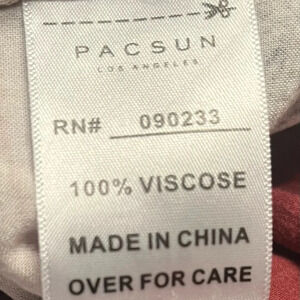 PACSUN
LOS ANGELES
RN# 090233
100% VISCOSE
MADE IN CHINA
OVER FOR CARE